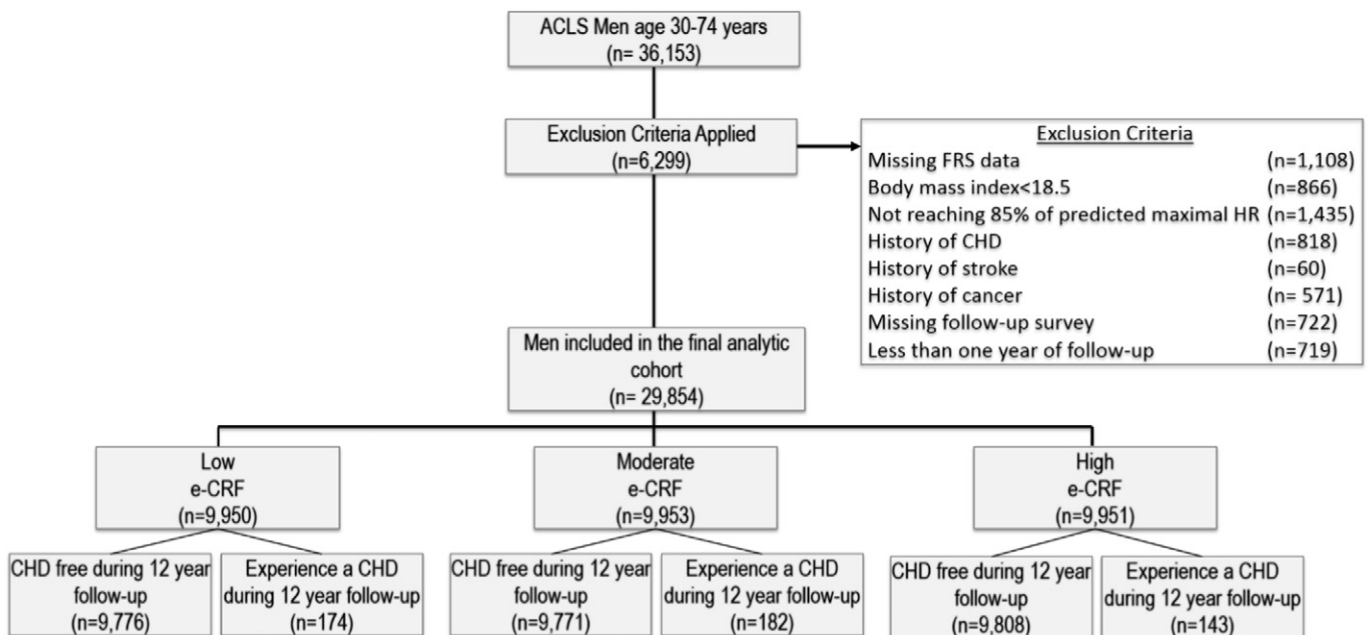 ACLS Men age 30-74 years
(n= 36,153)
Exclusion Criteria Applied
(n=6,299)
Exclusion Criteria
Missing FRS data (n=1,108)
Body mass index<18.5 (n=866)
Not reaching 85% of predicted maximal HR (n=1,435)
History of CHD (n=818)
History of stroke (n=60)
History of cancer (n= 571)
Missing follow-up survey (n=722)
Less than one year of follow-up (n=719)
Men included in the final analytic
cohort
(n= 29,854)
Low
e-CRF
(n=9,950)
Moderate
e-CRF
(n=9,953)
High
e-CRF
(n=9,951)
CHD free during 12 year
follow-up
(n=9,776)
Experience a CHD
during 12 year follow-up
(n=174)
CHD free during 12 year
follow-up
(n=9,771)
Experience a CHD
during 12 year follow-up
(n=182)
CHD free during 12 year
follow-up
(n=9,808)
Experience a CHD
during 12 year follow-up
(n=143)